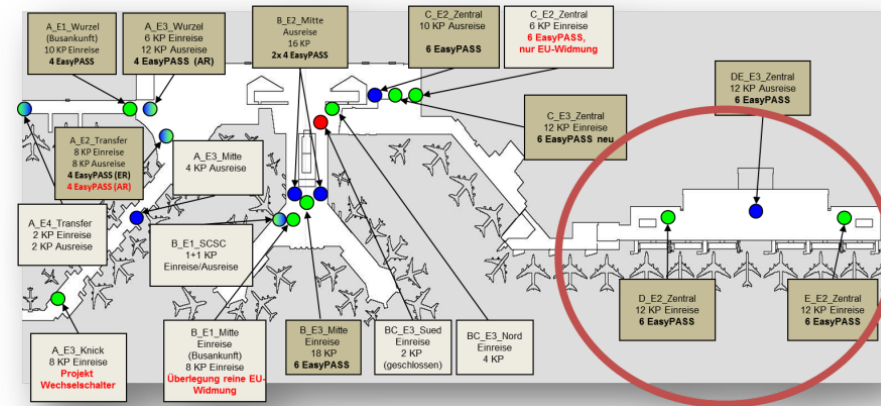 A_E1_Wurzel
(Busankunft)
10 KP Einreise
4 EasyPASS
A_E3_Wurzel
6 KP Einreise
12 KP Ausreise
4 EasyPASS (AR)
B_E2_Mitte
Ausreise
16 KP
2x 4 EasyPASS
C_E2_Zentral
10 KP Ausreise
6 EasyPASS
C_E2_Zentral
6 KP Einreise
6 EasyPASS,
nur EU-Widmung
DE_E3_Zentral
12 KP Ausreise
6 EasyPASS
C_E3_Zentral
12 KP Einreise
6 EasyPASS neu
A_E2_Transfer
8 KP Einreise
8 KP Ausreise
4 EasyPASS (ER)
4 EasyPASS (AR)
A_E3_Mitte
4 KP Ausreise
A_E4_Transfer
2 KP Einreise
2 KP Ausreise
B_E1_SCSC
1+1 KP
Einreise/Ausreise
D_E2_Zentral
12 KP Einreise
6 EasyPASS
E_E2_Zentral
12 KP Einreise
6 EasyPASS
A_E3_Knick
8 KP Einreise
Projekt
Wechselschalter
B_E1_Mitte
Einreise
(Busankunft)
8 KP Einreise
Überlegung reine EU-
Widmung
B_E3_Mitte
Einreise
18 KP
6 EasyPASS
BC_E3_Sued
Einreise
2 KP
(geschlossen)
BC_E3_Nord
Einreise
4 KP